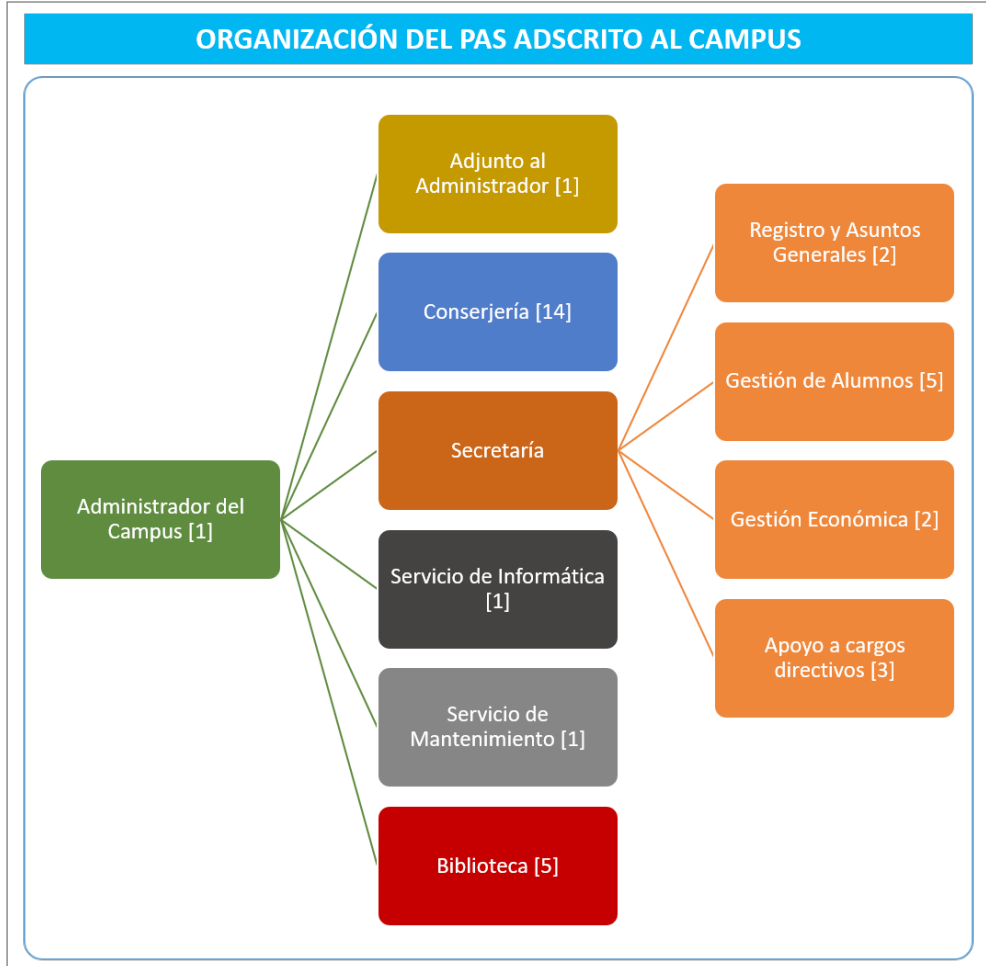 ORGANIZACIÓN DEL PAS ADSCRITO AL CAMPUS
Administrador del
Campus [1]
Adjunto al
Administrador [1]
Conserjería [14]
Secretaría
Servicio de Informática
[1]
Servicio de
Mantenimiento [1]
Biblioteca [5]
Registro y Asuntos
Generales [2]
Gestión de Alumnos [5]
Gestión Económica [2]
Apoyo a cargos
directivos [3]